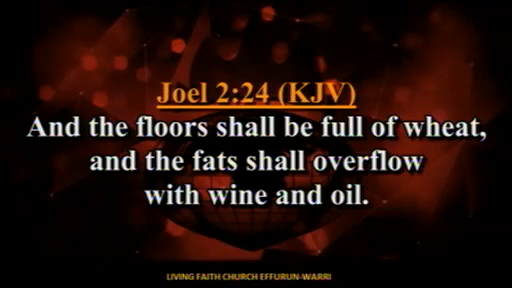 Joel 2:24 (KJV)
And the floors shall be full of wheat,
and the fats shall overflow
with wine and oil.
LIVING FAITH CHURCH EFFURUN-WARRI